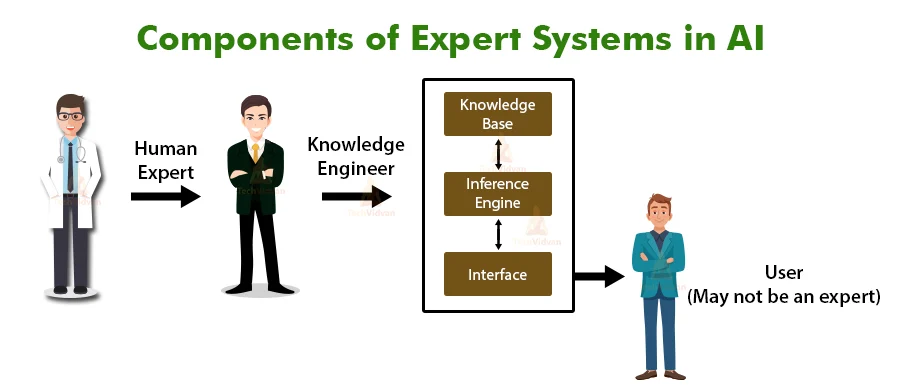 Components of Expert Systems in AI
Human
Expert
Knowledge
Engineer
Knowledge
Base
Inference
Engine
Interface
User
(May not be an expert)